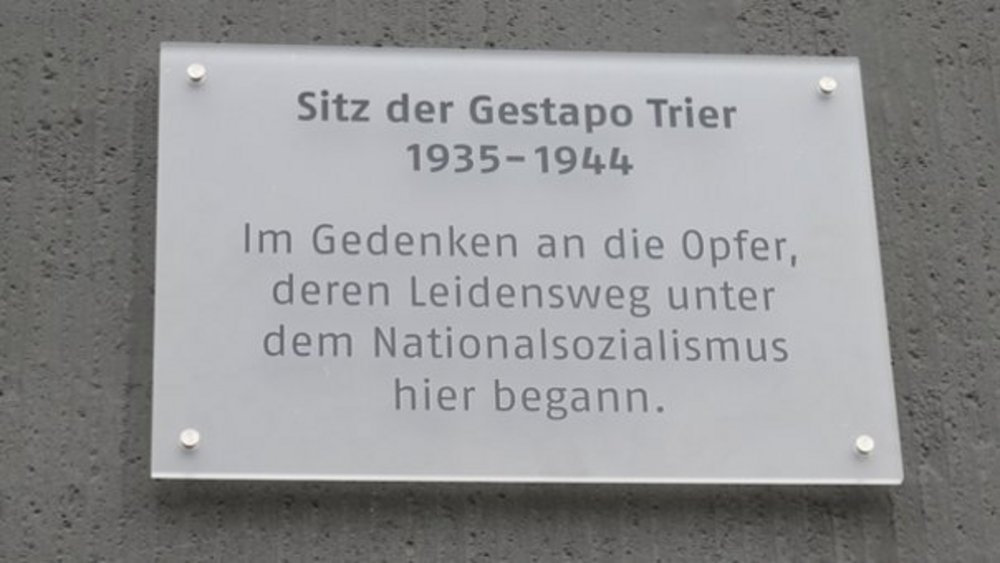 Sitz der Gestapo Trier
1935–1944
Im Gedenken an die Opfer,
deren Leidensweg unter
dem Nationalsozialismus
hier begann.